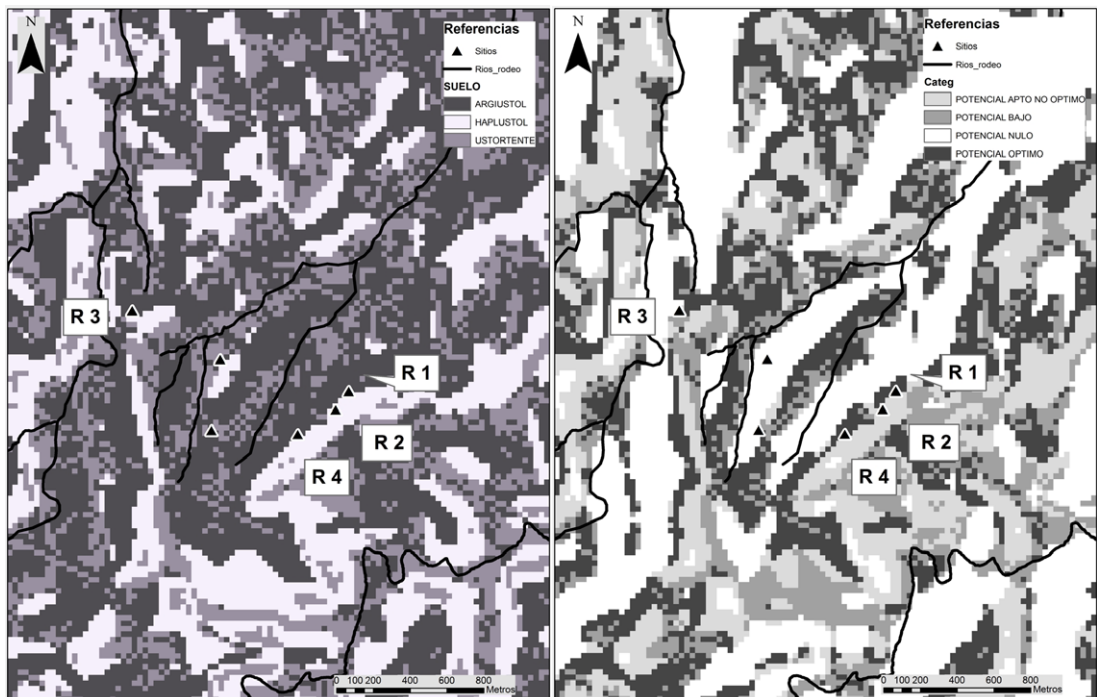 N
Referencias
Sitios
Rios_rodeo
SUELO
ARGIUSTOL
HAPLUSTOL
USTORTENTE
R 3
R 1
R 2
R 4
0 100 200 400 600 800
Metros
N
Referencias
Sitios
Rios_rodeo
Categ
POTENCIAL APTO NO OPTIMO
POTENCIAL BAJO
POTENCIAL NULO
POTENCIAL OPTIMO
R 3
R 1
R 2
R 4
0 100 200 400 600 800
Metros